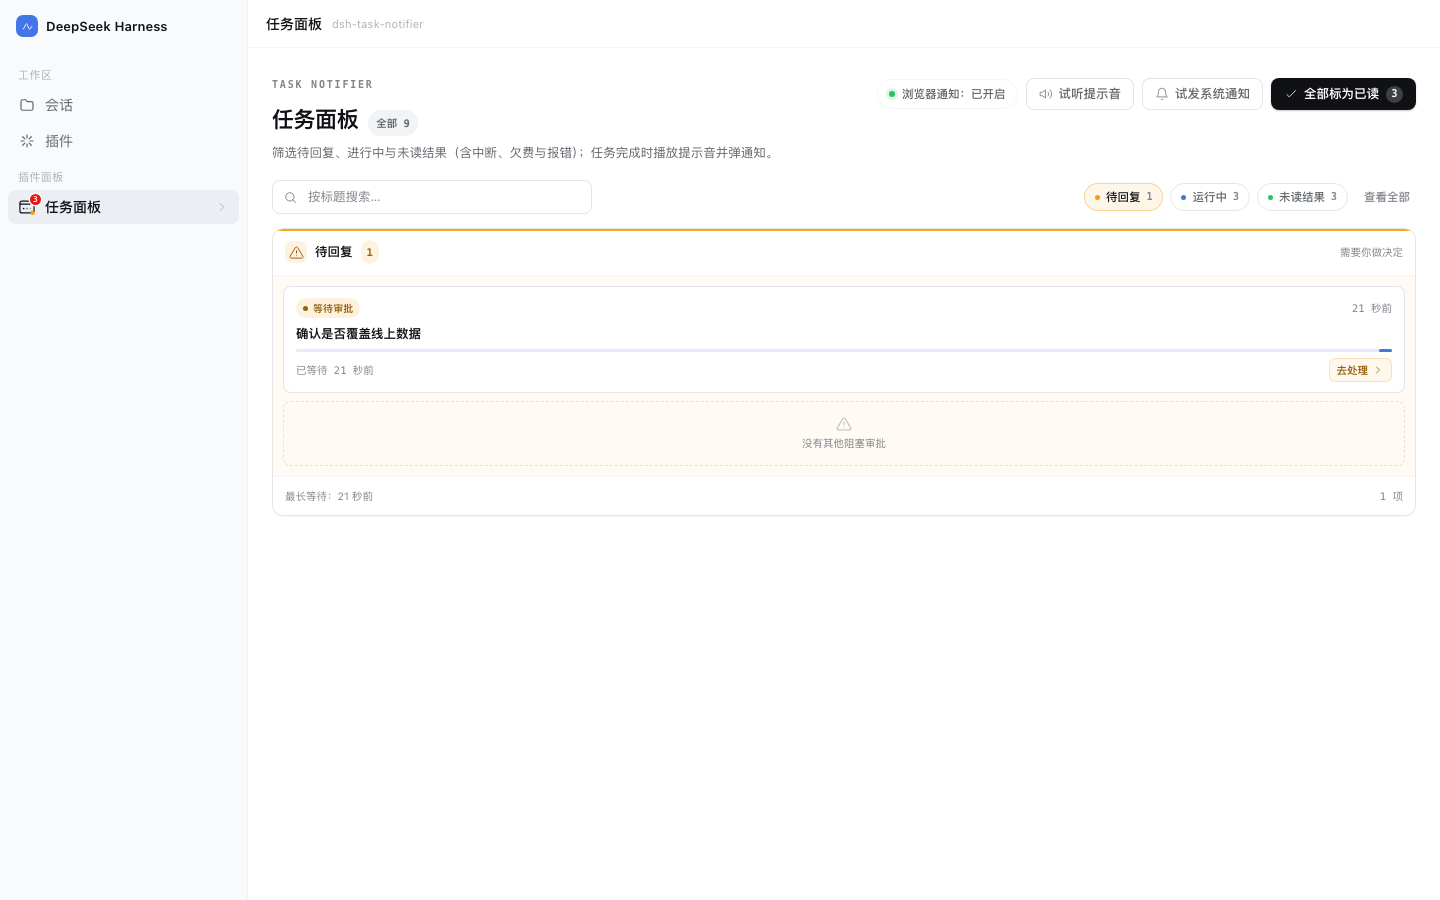 DeepSeek Harness
工作区
会话
插件
插件面板
3
任务面板
任务面板 dsh-task-notifier
TASK NOTIFIER
任务面板 全部 9
筛选待回复、进行中与未读结果（含中断、欠费与报错）；任务完成时播放提示音并弹通知。
浏览器通知：已开启 试听提示音 试发系统通知 全部标为已读 3
按标题搜索...
待回复 1 运行中 3 未读结果 3 查看全部
待回复 1 需要你做决定
等待审批 21 秒前
确认是否覆盖线上数据
已等待 21 秒前 去处理
没有其他阻塞审批
最长等待：21 秒前 1 项